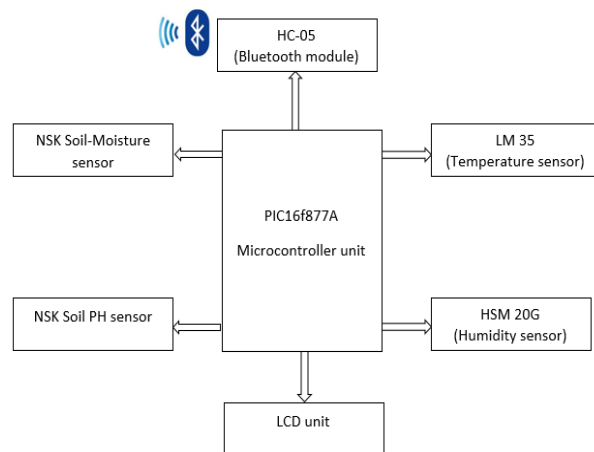 HC-05
(Bluetooth module)
NSK Soil-Moisture
sensor
LM 35
(Temperature sensor)
PIC16f877A
Microcontroller unit
NSK Soil PH sensor
HSM 20G
(Humidity sensor)
LCD unit